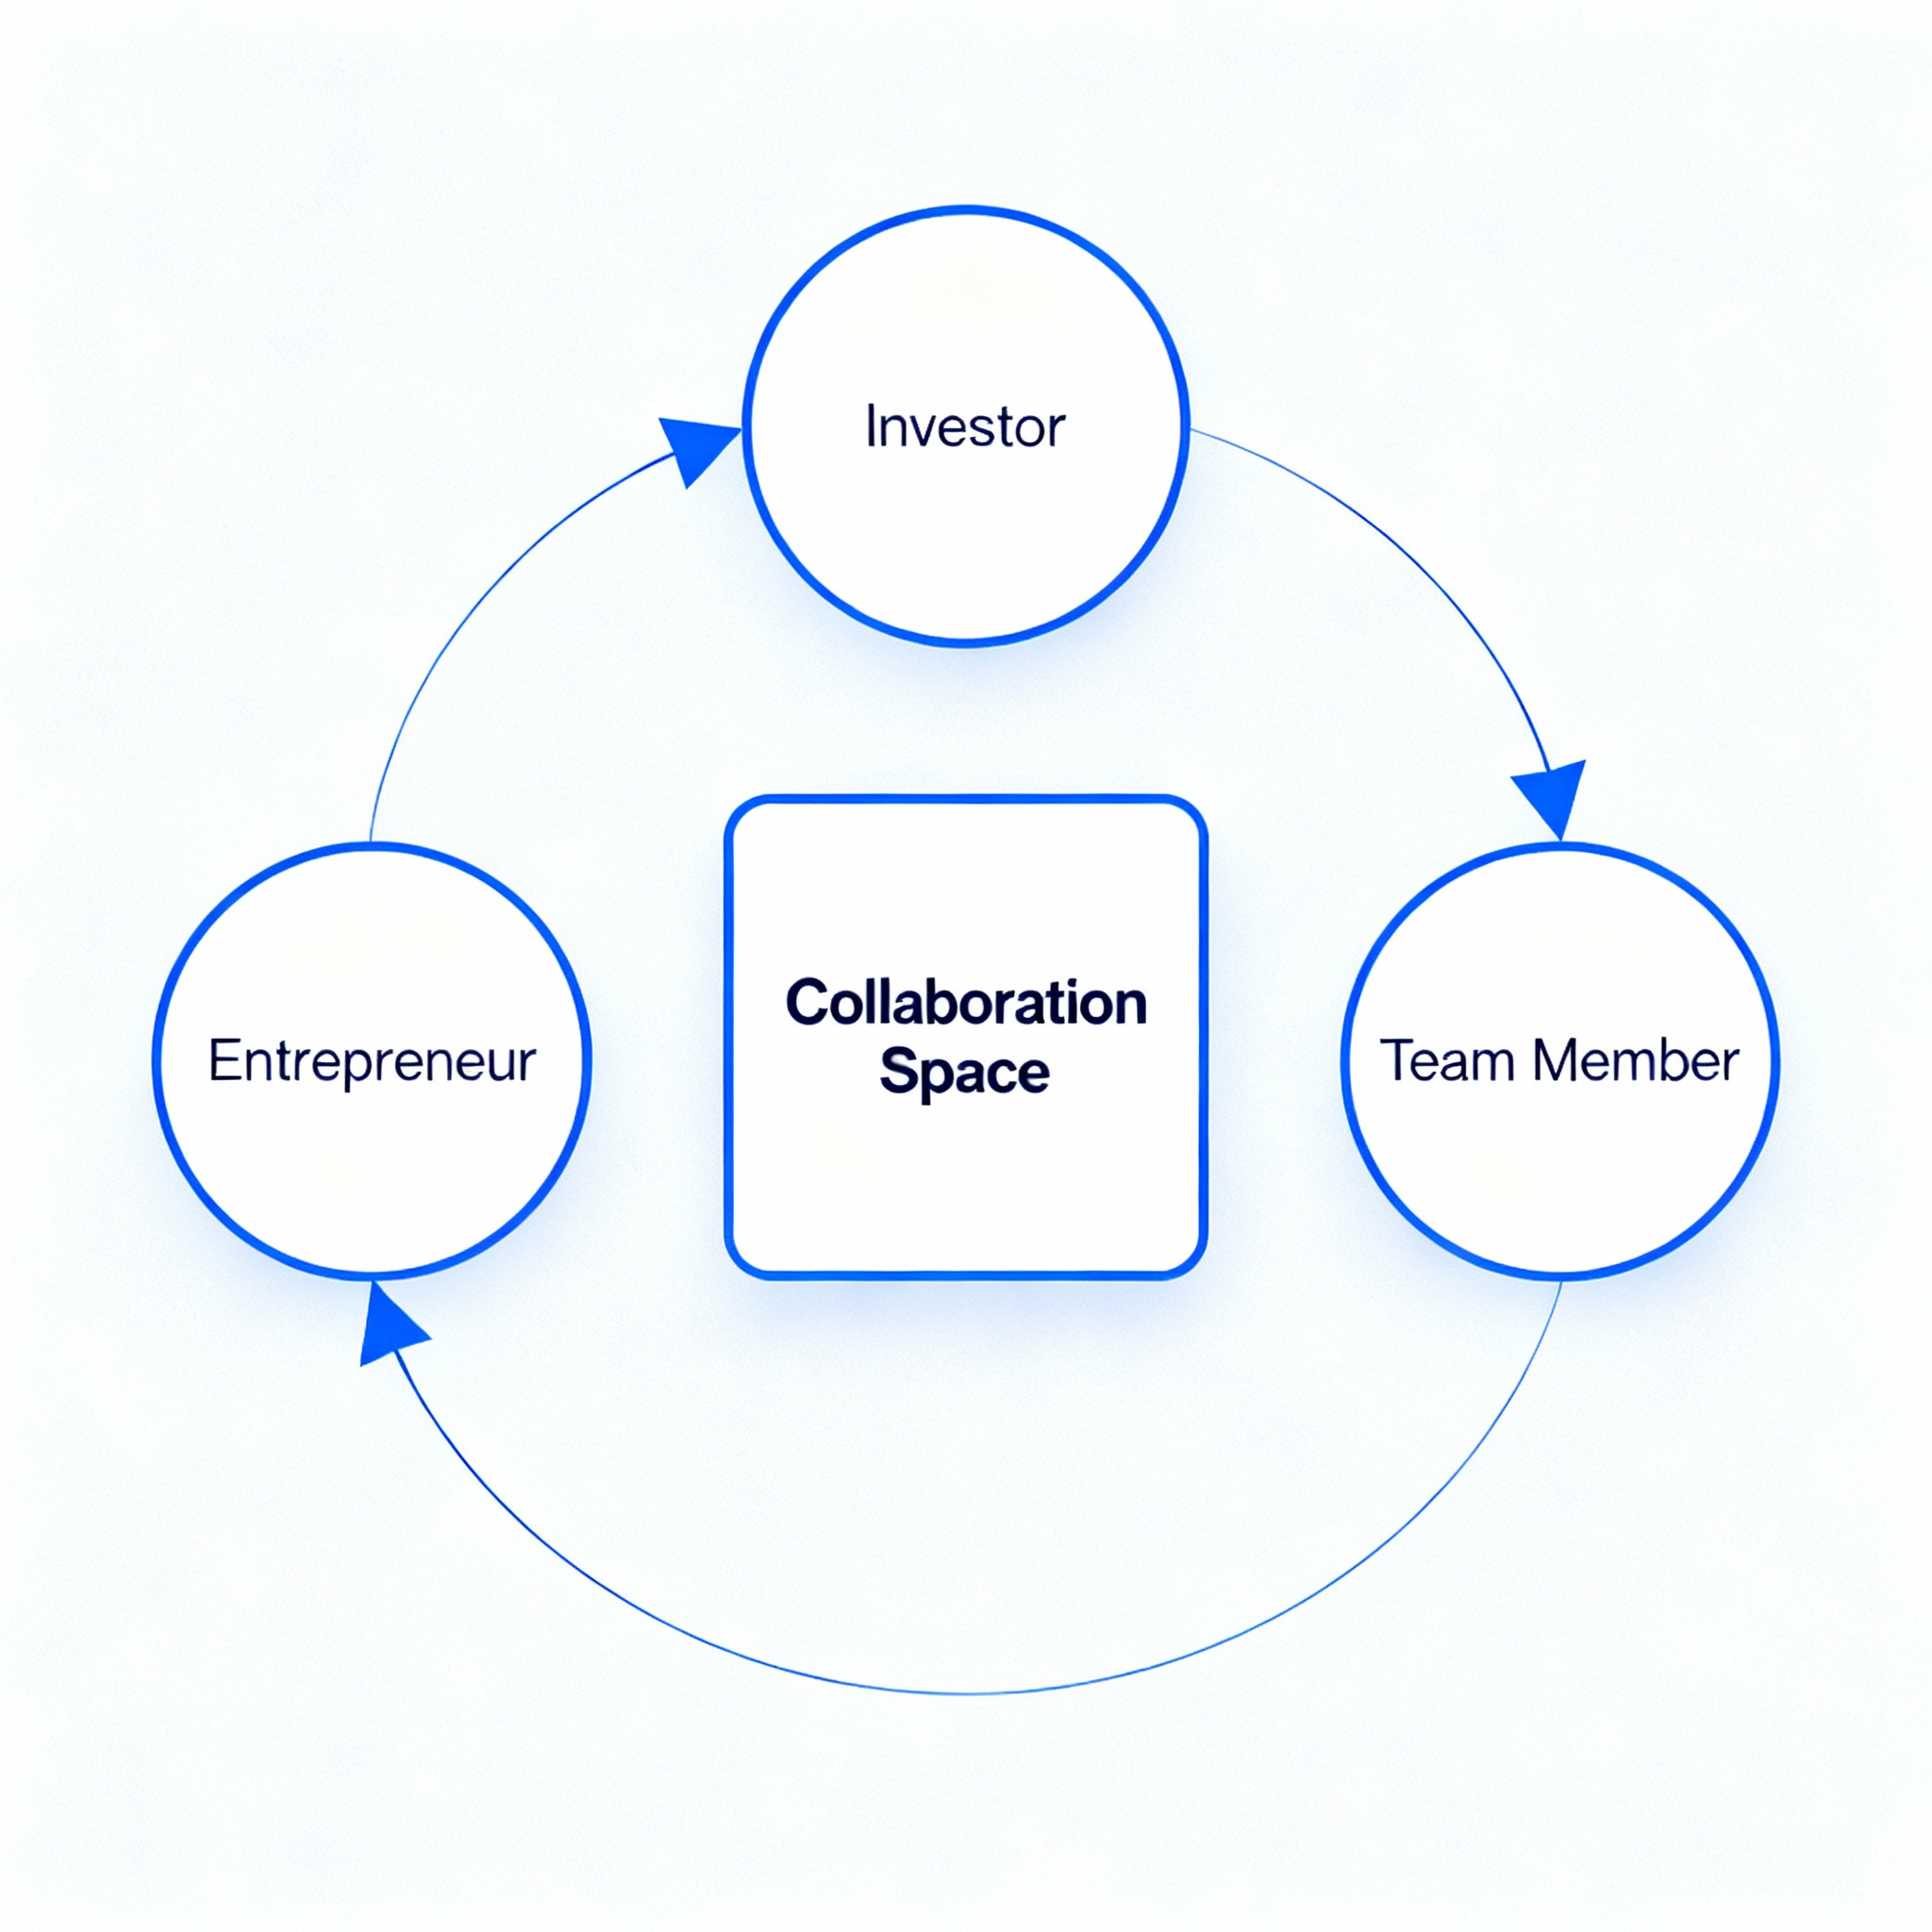 Investor
Entrepreneur
Collaboration
Space
Team Member